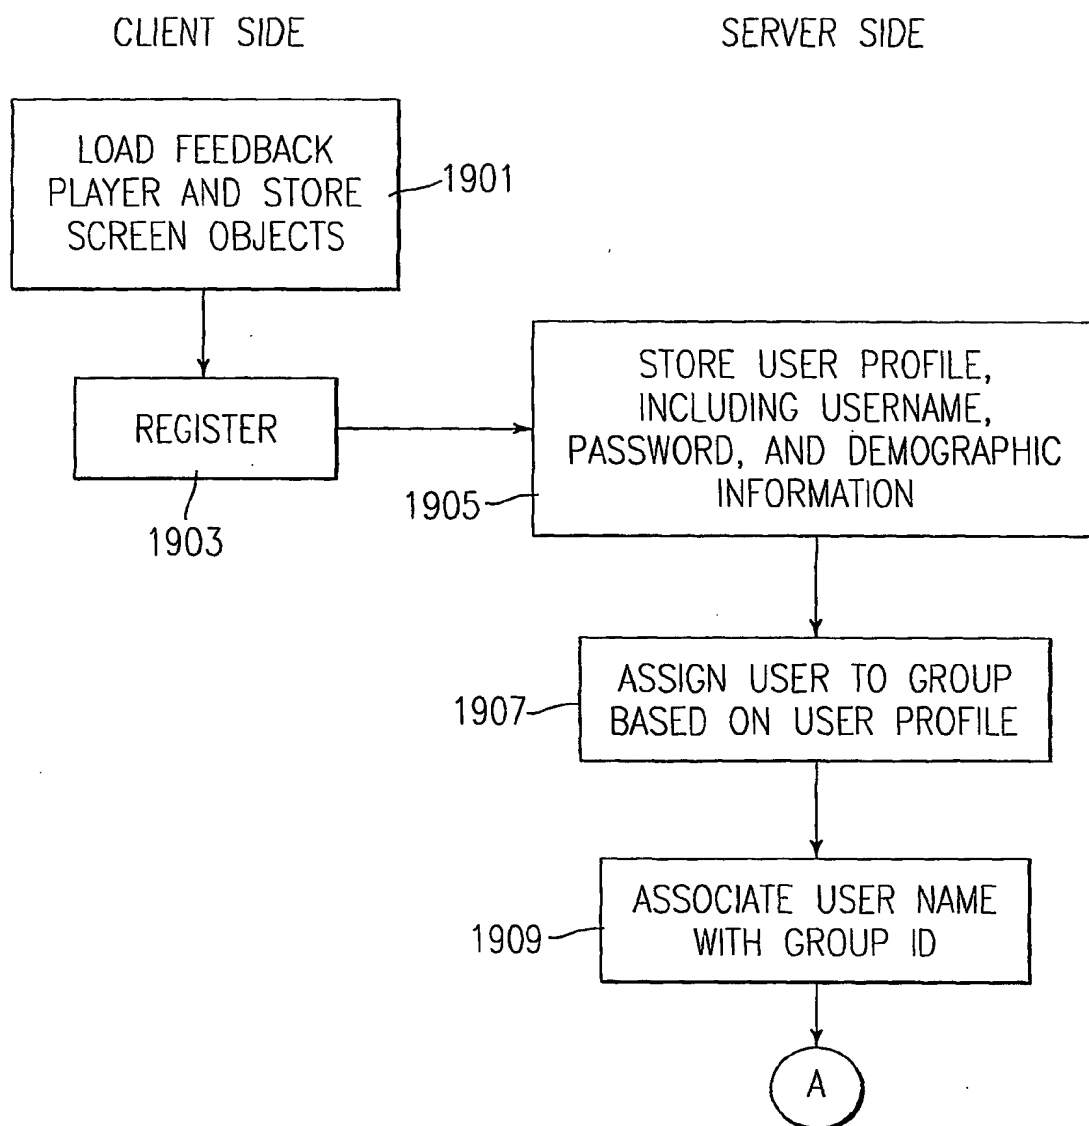 CLIENT SIDE
SERVER SIDE
LOAD FEEDBACK
PLAYER AND STORE
SCREEN OBJECTS
1901
REGISTER
1903
STORE USER PROFILE,
INCLUDING USERNAME,
PASSWORD, AND DEMOGRAPHIC
INFORMATION
1905
ASSIGN USER TO GROUP
BASED ON USER PROFILE
1907
ASSOCIATE USER NAME
WITH GROUP ID
1909
A